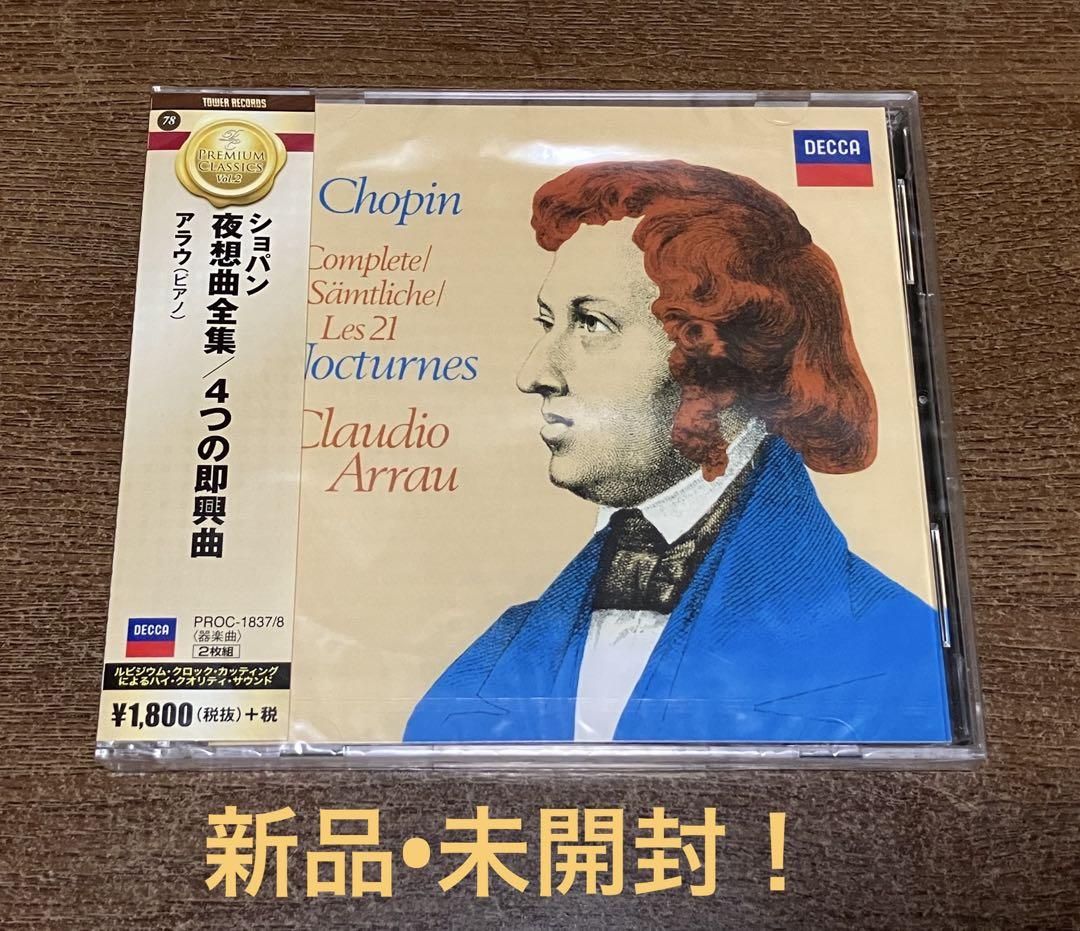 TOWER RECORDS
78
PREMIUM
CLASSICS
Vol.2
ショパン
夜想曲全集/4つの即興曲
アラウ(ピアノ)
DECCA
PROC-1837/8
〈器楽曲〉
2枚組
ルビジウム・クロック・カッティング
によるハイ・クオリティ・サウンド
¥1,800(税抜)+税
DECCA
Chopin
Complete/
Sämtliche/
Les 21
Nocturnes
Claudio
Arrau
新品•未開封！